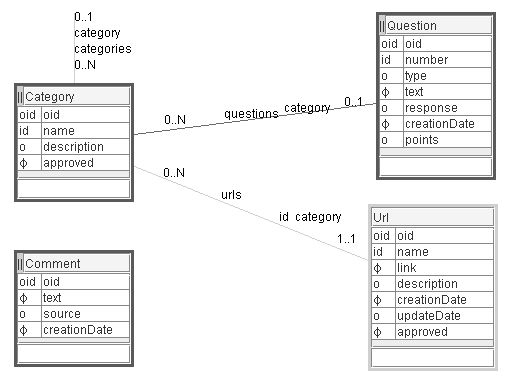 0..1
category
categories
0..N
Category
oid oid
id name
o description
ϕ approved
0..N
questions
category
0..1
Question
oid oid
id number
o type
ϕ text
o response
ϕ creationDate
o points
0..N
urls
id category
1..1
Url
oid oid
id name
ϕ link
o description
ϕ creationDate
o updateDate
ϕ approved
Comment
oid oid
ϕ text
o source
ϕ creationDate